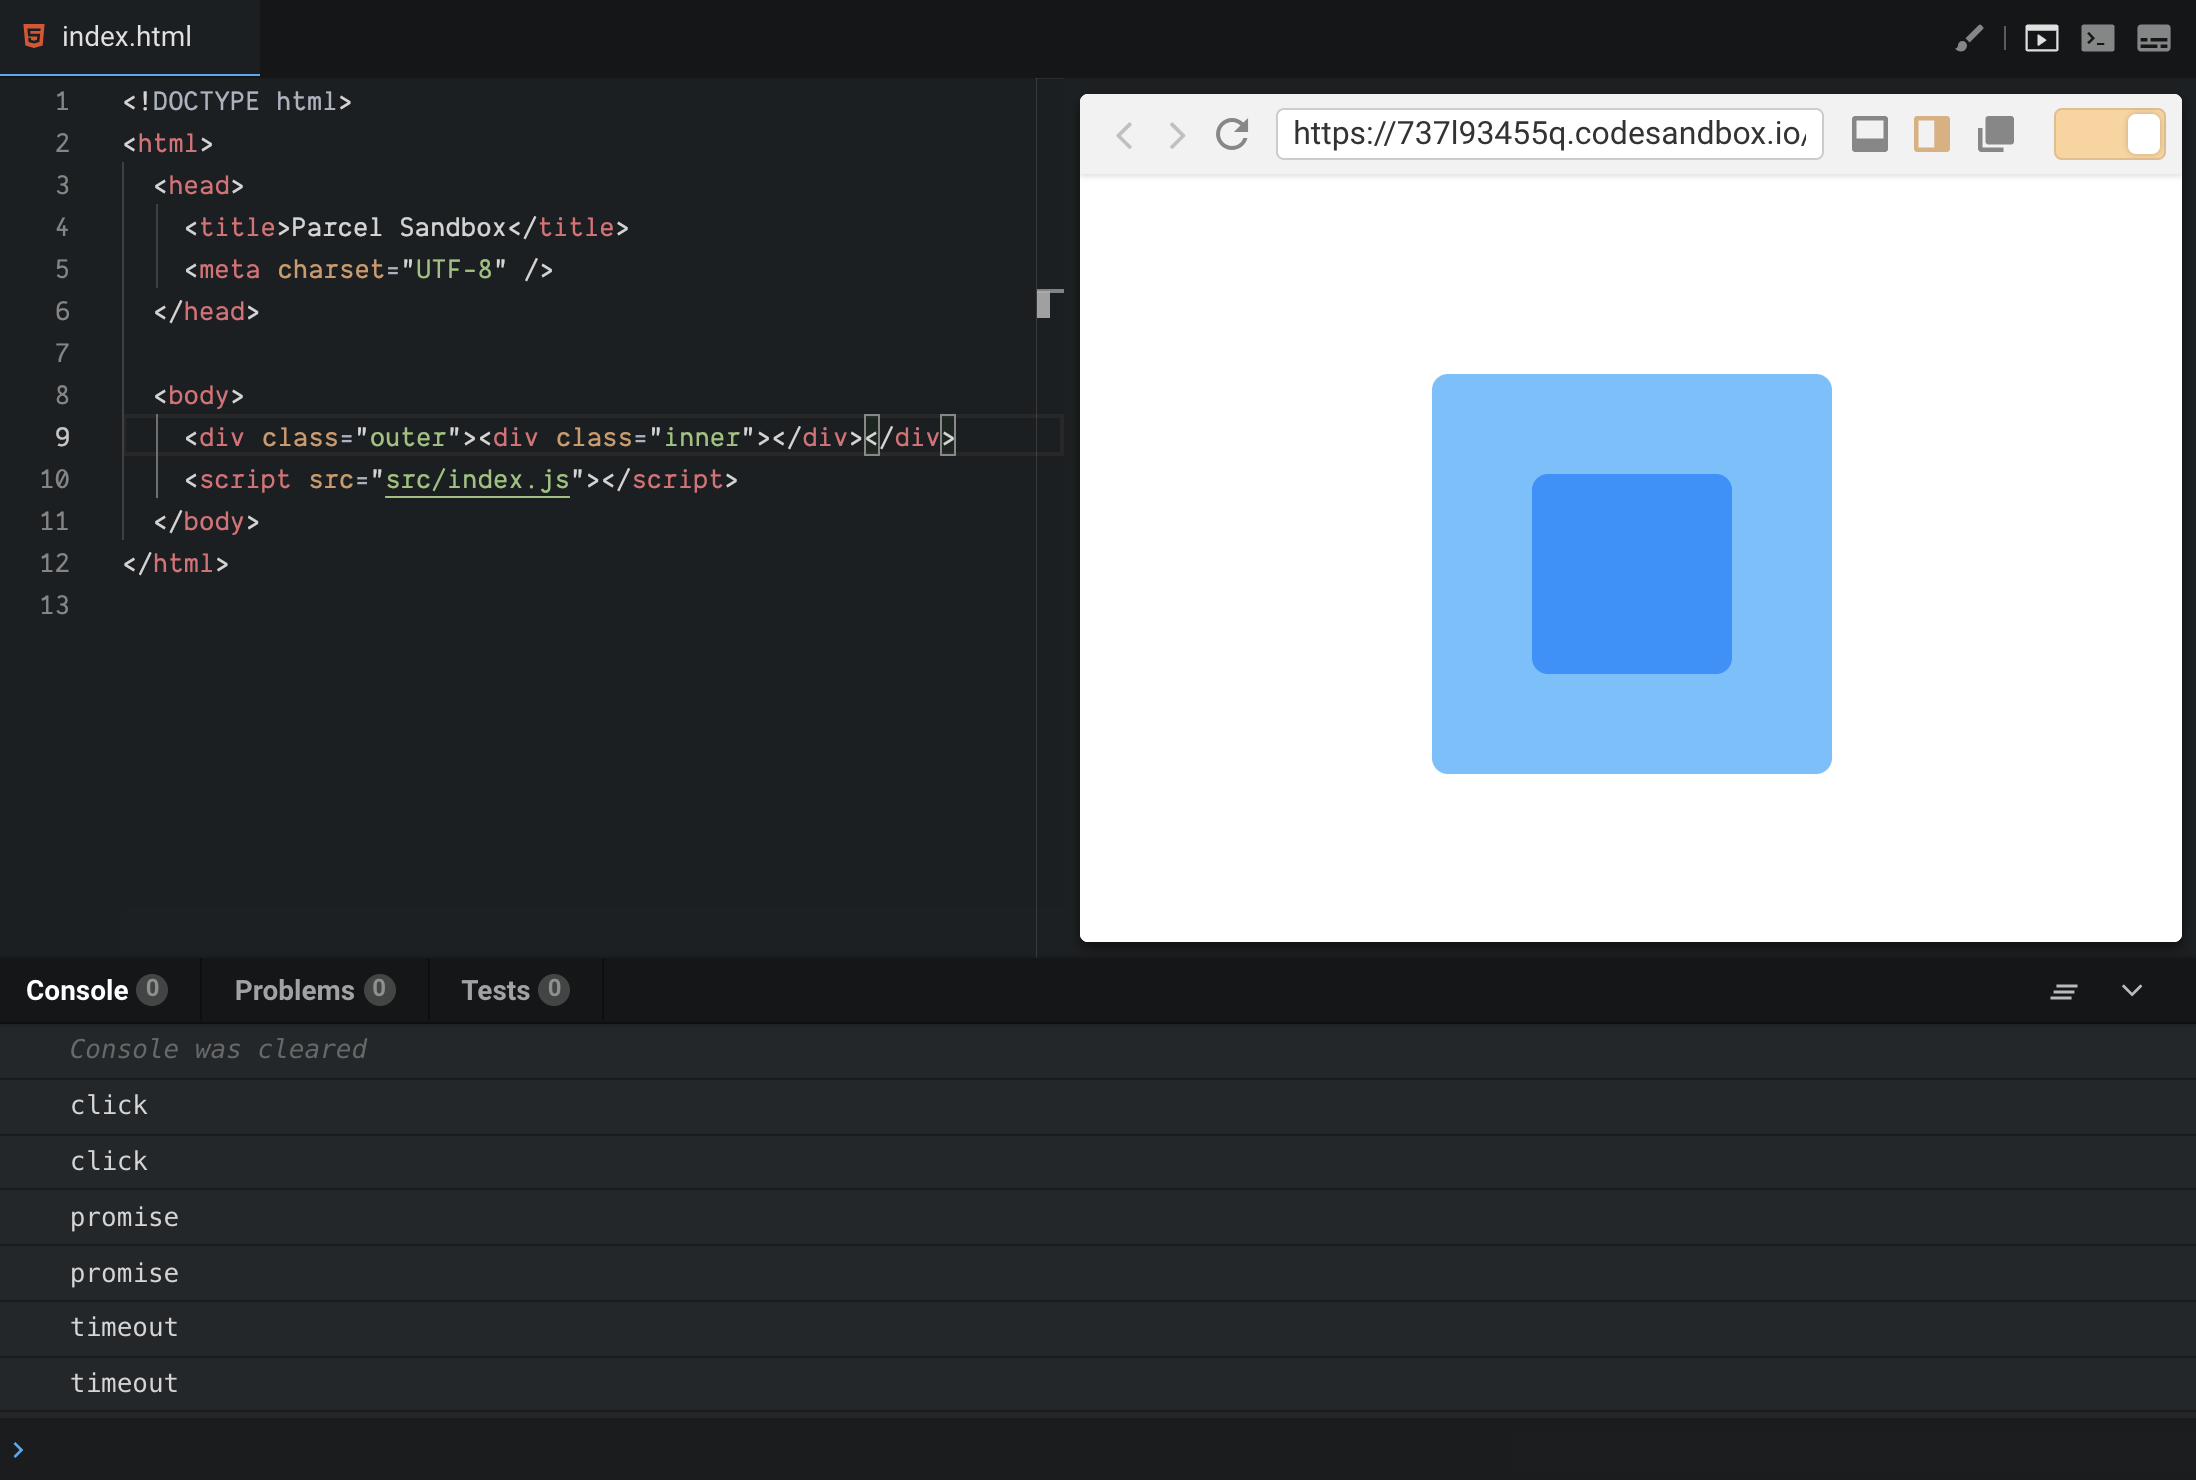 index.html
1 <!DOCTYPE html>
2 <html>
3 <head>
4 <title>Parcel Sandbox</title>
5 <meta charset="UTF-8" />
6 </head>
7
8 <body>
9 <div class="outer"><div class="inner"></div></div>
10 <script src="src/index.js"></script>
11 </body>
12 </html>
13
https://737l93455q.codesandbox.io/
Console 0 Problems 0 Tests 0
Console was cleared
click
click
promise
promise
timeout
timeout